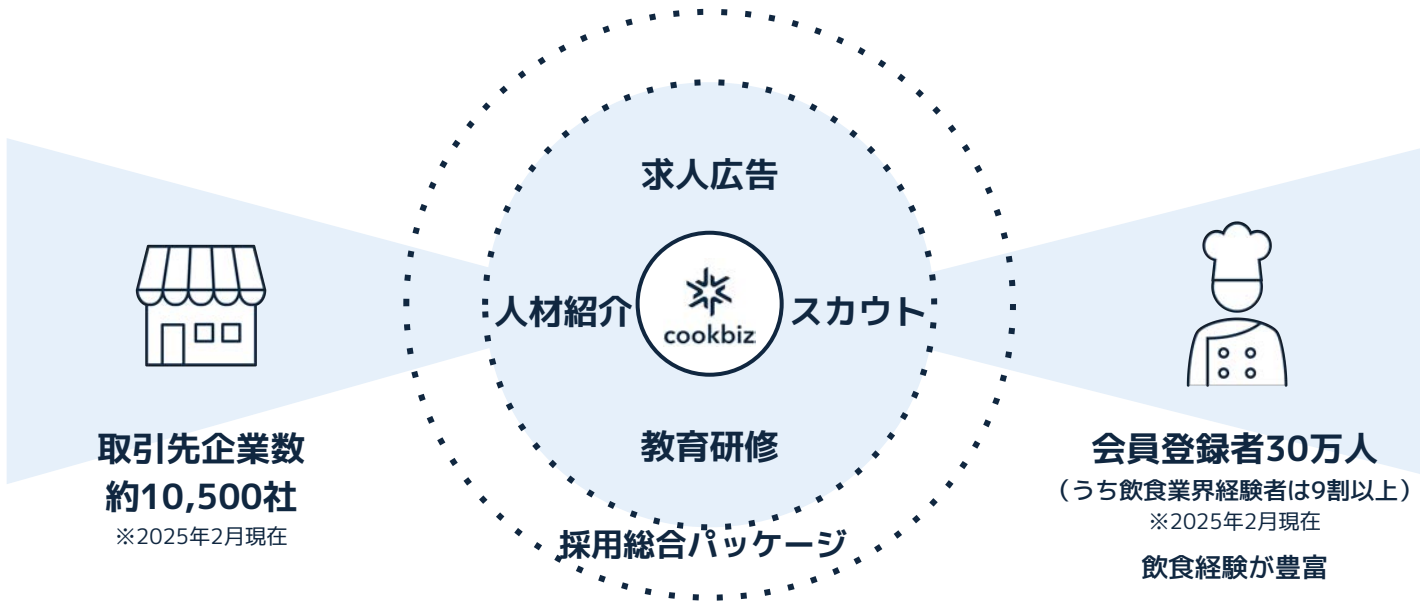 求人広告
人材紹介
cookbiz
スカウト
教育研修
採用総合パッケージ
取引先企業数
約10,500社
※2025年2月現在
会員登録者30万人
（うち飲食業界経験者は9割以上）
※2025年2月現在
飲食経験が豊富